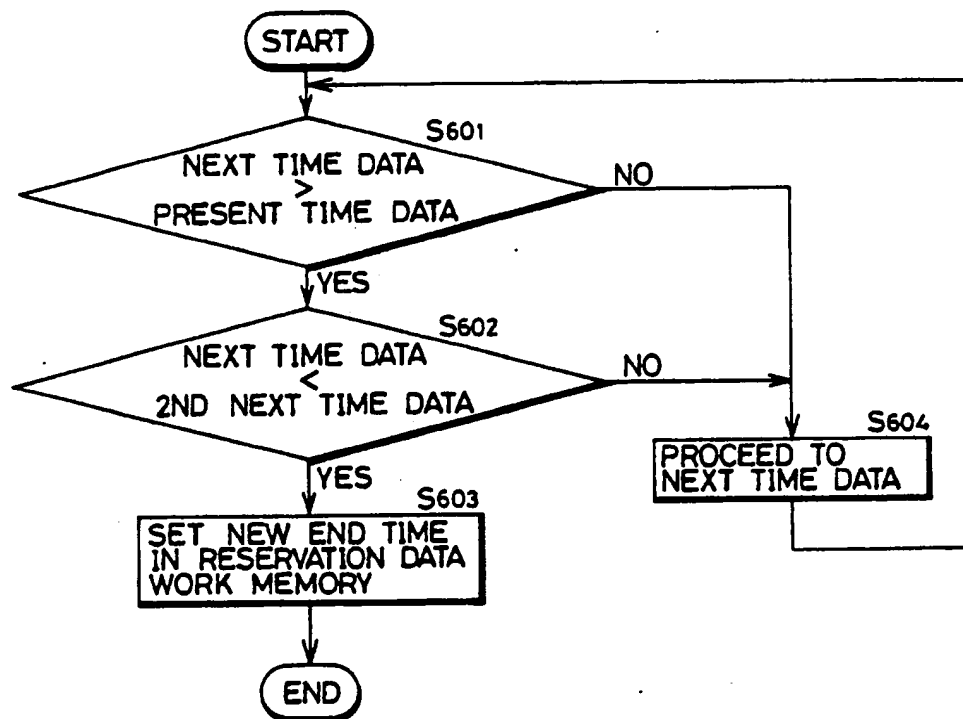 START
S601
NEXT TIME DATA
>
PRESENT TIME DATA
NO
YES
S602
NEXT TIME DATA
<
2ND NEXT TIME DATA
NO
YES
S604
PROCEED TO
NEXT TIME DATA
S603
SET NEW END TIME
IN RESERVATION DATA
WORK MEMORY
END